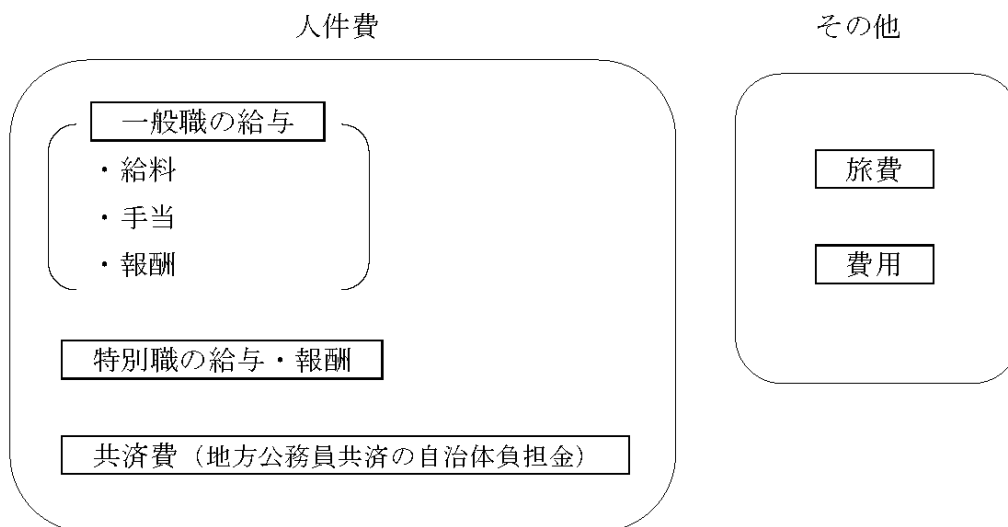 人件費
一般職の給与
・給料
・手当
・報酬
特別職の給与・報酬
共済費（地方公務員共済の自治体負担金）
その他
旅費
費用